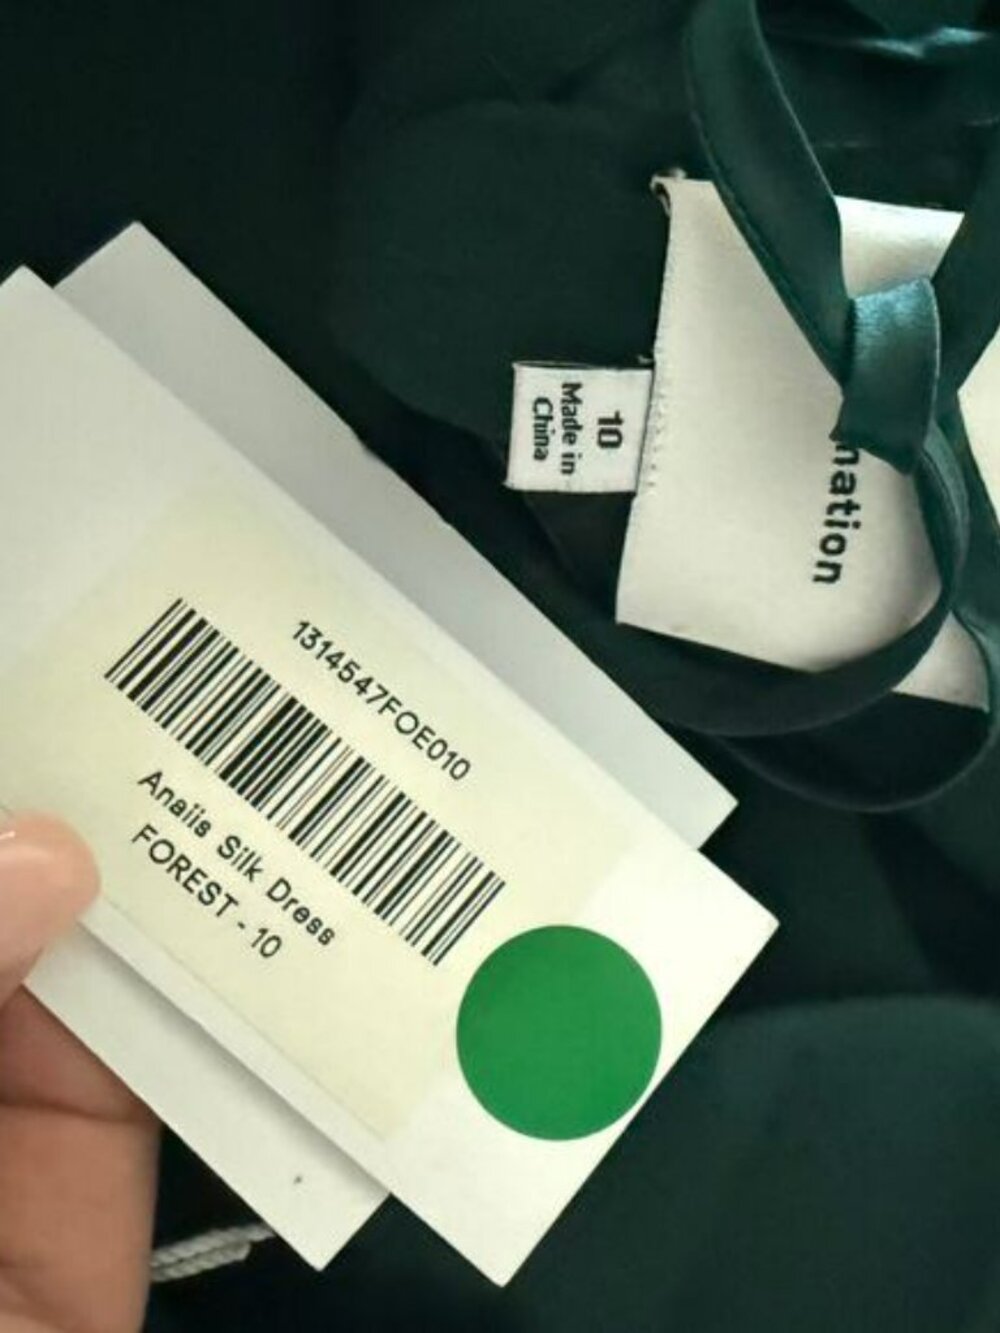 1314547FOE010
Anaiis Silk Dress
FOREST - 10
10
Made in
China
nation